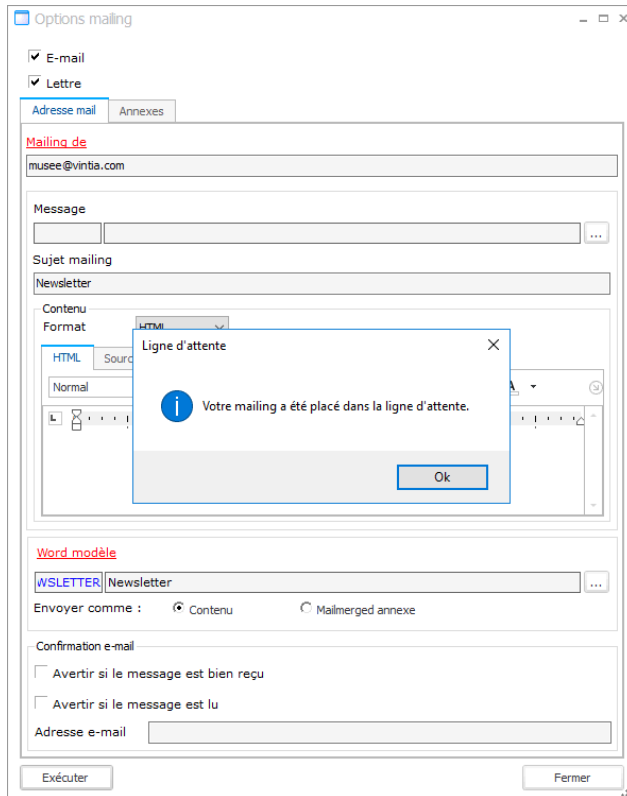 Options mailing
E-mail
Lettre
Adresse mail Annexes
Mailing de
musee@vintia.com
Message
...
Sujet mailing
Newsletter
Contenu
Format HTML
HTML Sourc
Normal A
Ligne d'attente
Votre mailing a été placé dans la ligne d'attente.
Ok
L
Word modèle
WSLETTER Newsletter ...
Envoyer comme : Contenu Mailmerged annexe
Confirmation e-mail
Avertir si le message est bien reçu
Avertir si le message est lu
Adresse e-mail
Exécuter Fermer